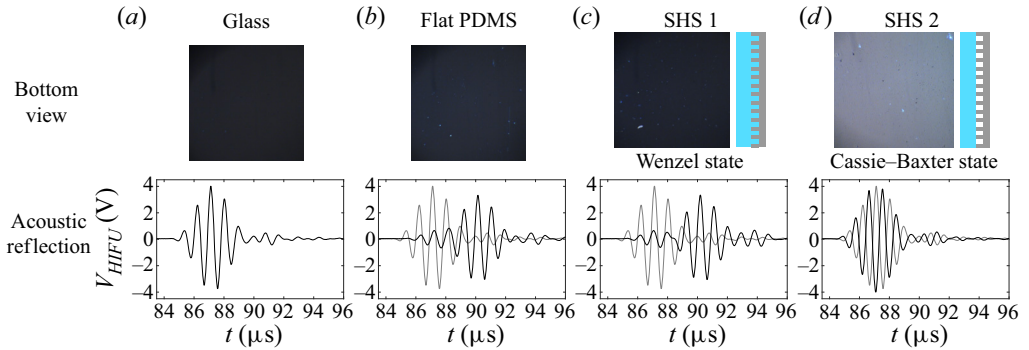 (a) Glass
(b) Flat PDMS
(c) SHS 1
(d) SHS 2
Bottom
view
Wenzel state
Cassie–Baxter state
Acoustic
reflection
V_HIFU (V)
4
2
0
−2
−4
84 86 88 90 92 94 96
t (μs)
4
2
0
−2
−4
84 86 88 90 92 94 96
t (μs)
4
2
0
−2
−4
84 86 88 90 92 94 96
t (μs)
4
2
0
−2
−4
84 86 88 90 92 94 96
t (μs)